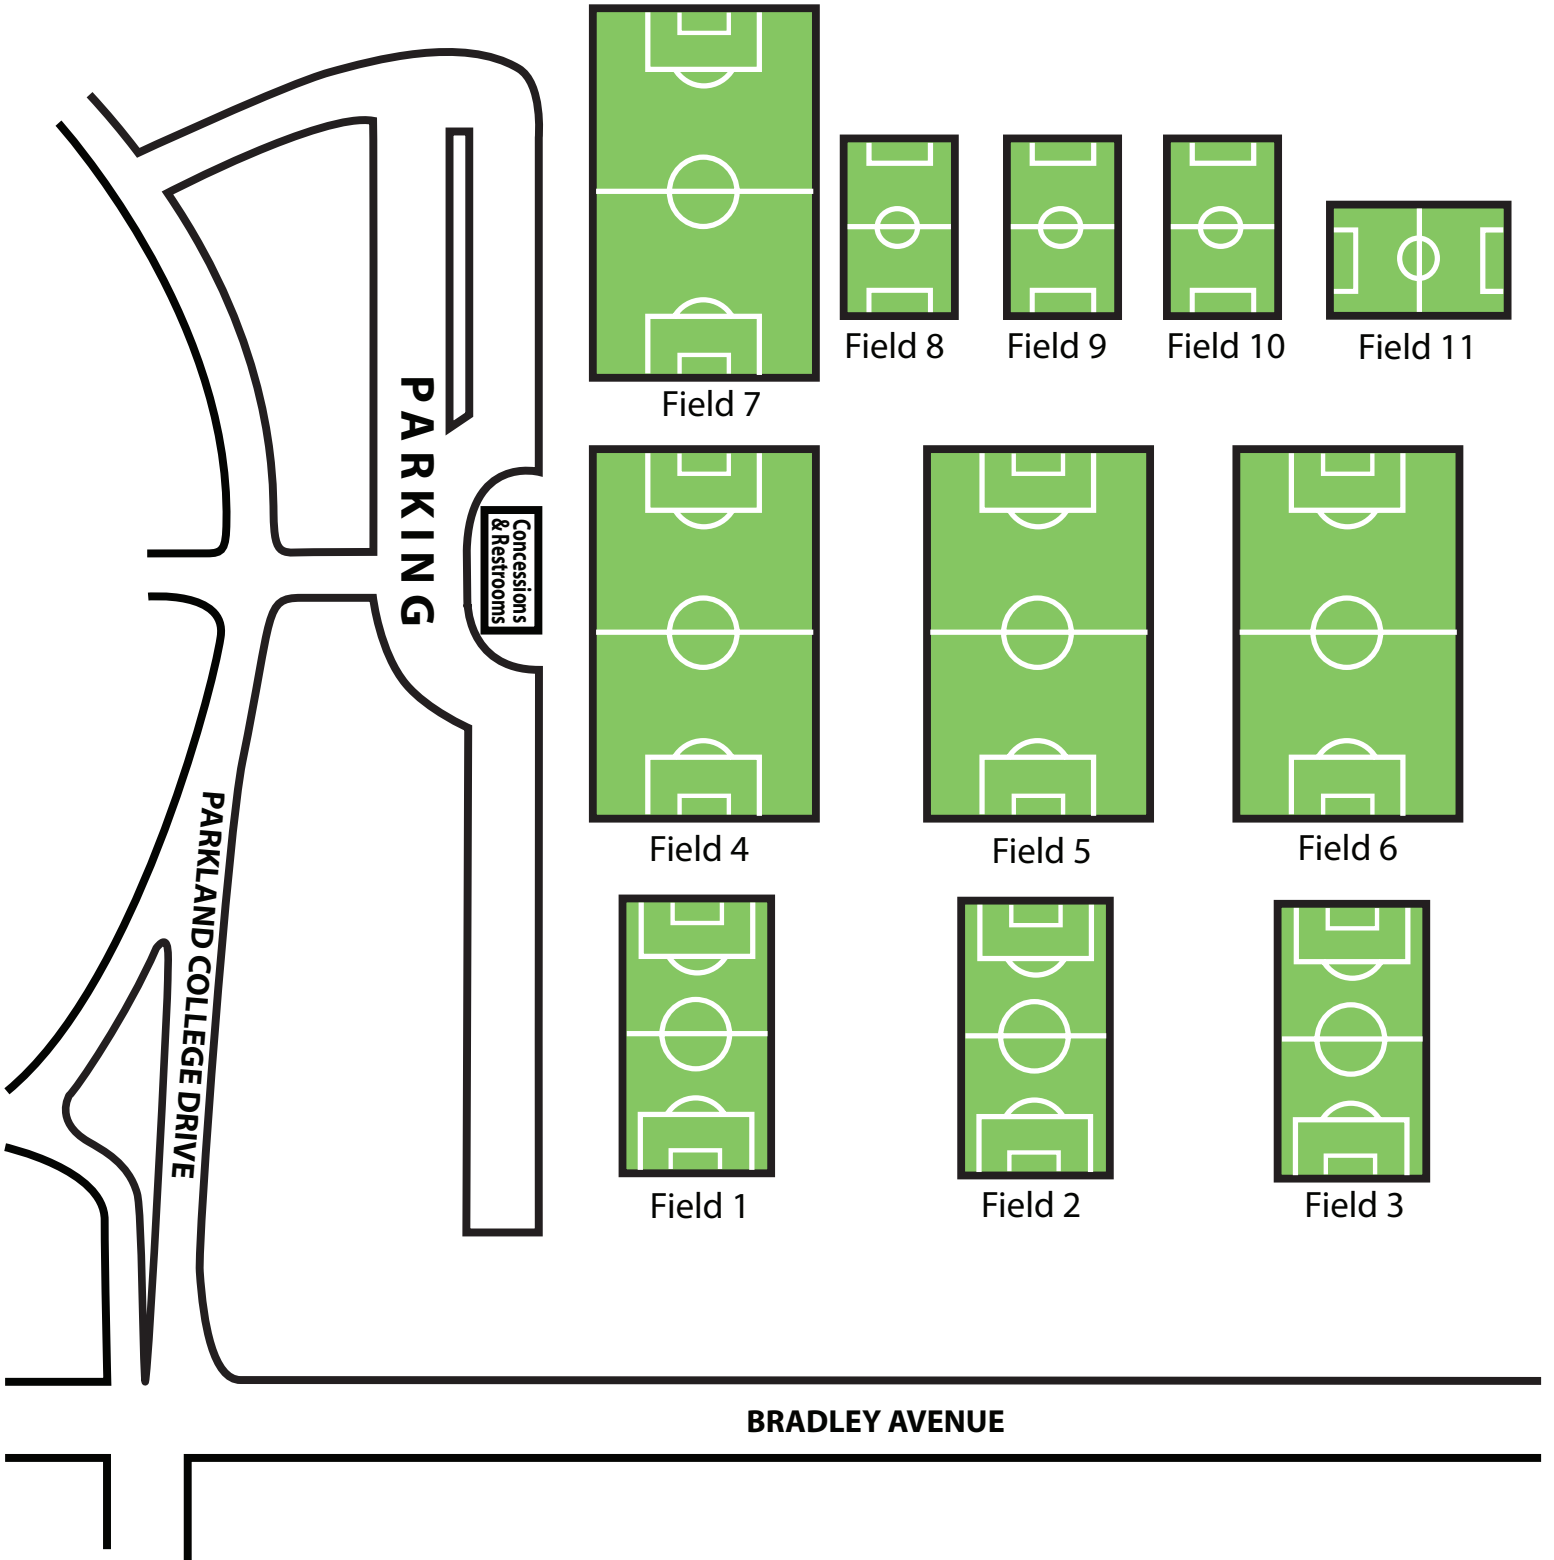 Field 8
Field 9
Field 10
Field 11
Field 7
PARKING
Concessions
& Restrooms
Field 4
Field 5
Field 6
PARKLAND COLLEGE DRIVE
Field 1
Field 2
Field 3
BRADLEY AVENUE